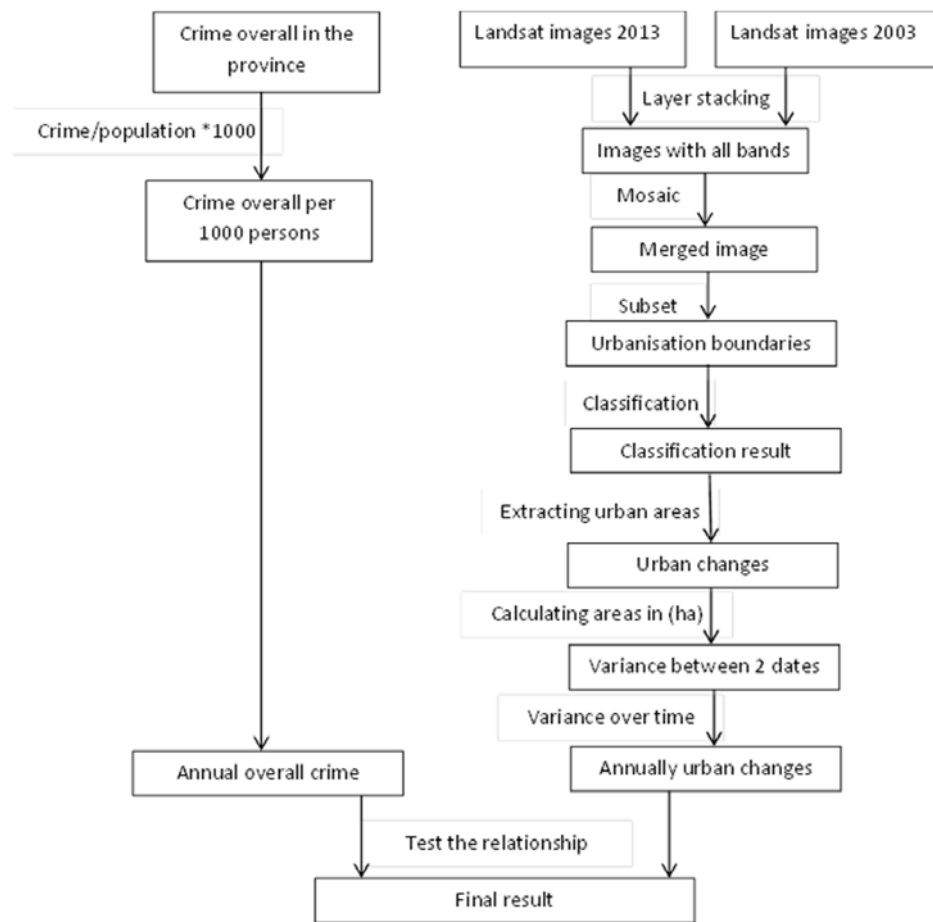 Crime overall in the
province
Landsat images 2013
Landsat images 2003
Layer stacking
Crime/population *1000
Images with all bands
Mosaic
Crime overall per
1000 persons
Merged image
Subset
Urbanisation boundaries
Classification
Classification result
Extracting urban areas
Urban changes
Calculating areas in (ha)
Variance between 2 dates
Variance over time
Annual overall crime
Annually urban changes
Test the relationship
Final result